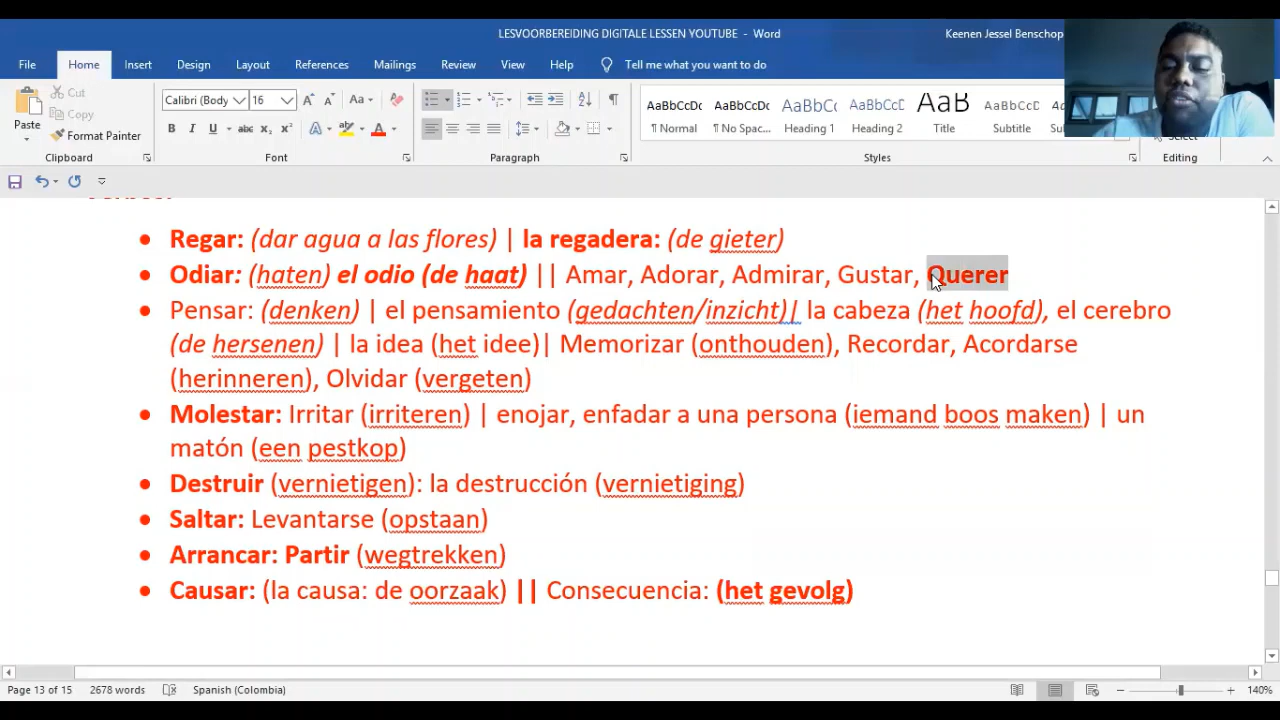 LESVOORBEREIDING DIGITALE LESSEN YOUTUBE - Word
Keenen Jessel Benschop
File Home Insert Design Layout References Mailings Review View Help Tell me what you want to do
Paste
Cut
Copy
Format Painter
Clipboard
Calibri (Body 16
Aa
B I U abc x₂ x² A A
Font
Paragraph
AaBbCcDc AaBbCcDc AaBbCc AaBbCcD AaB AaBbCcD
¶ Normal ¶ No Spac... Heading 1 Heading 2 Title Subtitle
Styles
Select
Editing
Regar: (dar agua a las flores) | la regadera: (de gieter)
Odiar: (haten) el odio (de haat) || Amar, Adorar, Admirar, Gustar, Querer
Pensar: (denken) | el pensamiento (gedachten/inzicht)| la cabeza (het hoofd), el cerebro
(de hersenen) | la idea (het idee)| Memorizar (onthouden), Recordar, Acordarse
(herinneren), Olvidar (vergeten)
Molestar: Irritar (irriteren) | enojar, enfadar a una persona (iemand boos maken) | un
matón (een pestkop)
Destruir (vernietigen): la destrucción (vernietiging)
Saltar: Levantarse (opstaan)
Arrancar: Partir (wegtrekken)
Causar: (la causa: de oorzaak) || Consecuencia: (het gevolg)
Page 13 of 15 2678 words Spanish (Colombia) 140%